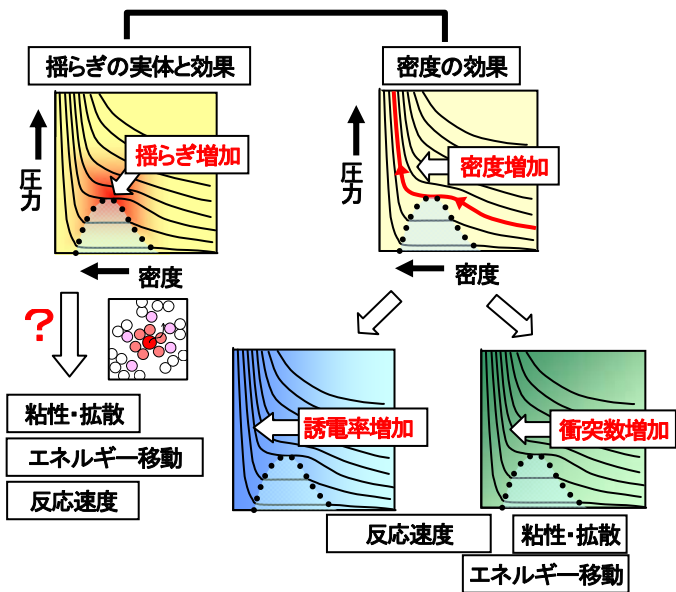 揺らぎの実体と効果
密度の効果
圧力
揺らぎ増加
密度
圧力
密度増加
密度
?
粘性・拡散
エネルギー移動
反応速度
誘電率増加
衝突数増加
反応速度
粘性・拡散
エネルギー移動